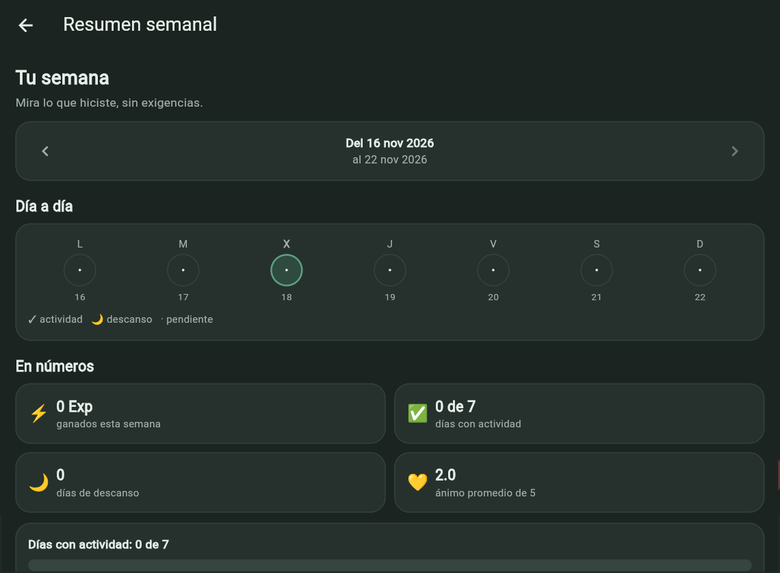 Resumen semanal
Tu semana
Mira lo que hiciste, sin exigencias.
Del 16 nov 2026
al 22 nov 2026
Día a día
L M X J V S D
16 17 18 19 20 21 22
✓ actividad 🌙 descanso · pendiente
En números
⚡ 0 Exp
ganados esta semana
✅ 0 de 7
días con actividad
🌙 0
días de descanso
💛 2.0
ánimo promedio de 5
Días con actividad: 0 de 7